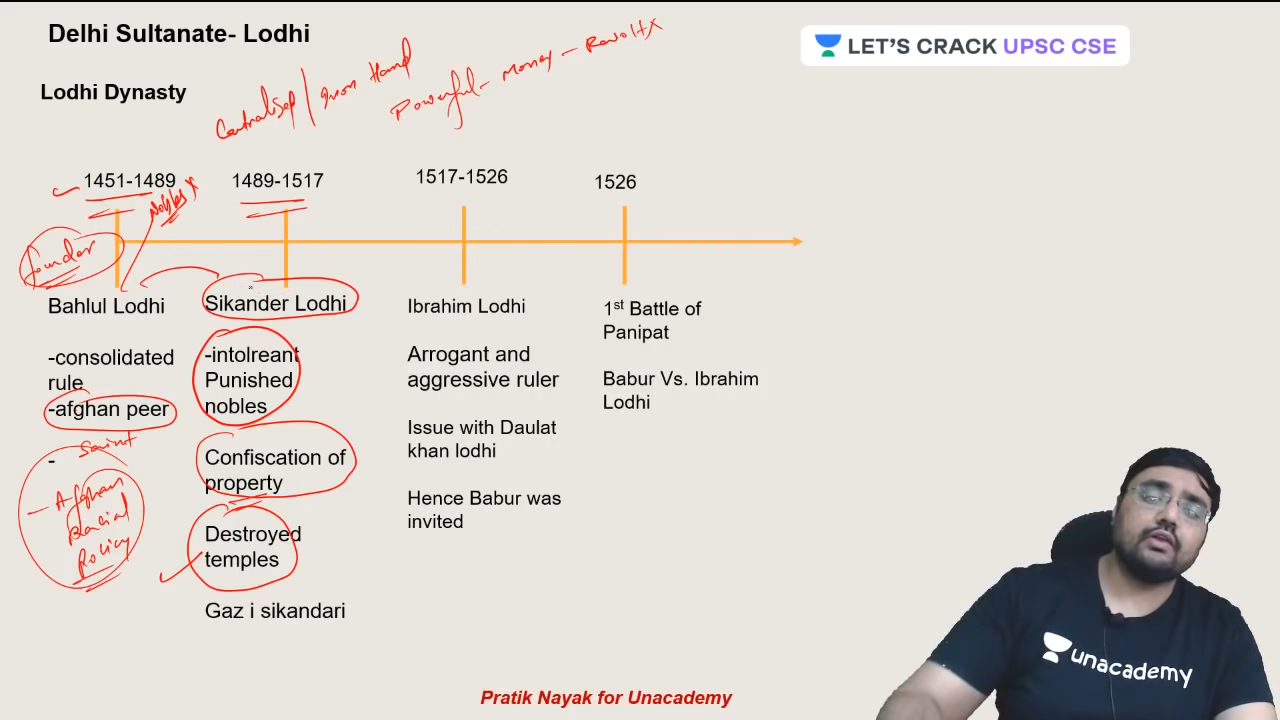 Delhi Sultanate- Lodhi
LET'S CRACK UPSC CSE
Lodhi Dynasty
Centralised / Iron Hand
Powerful - Money - Revolt X
1451-1489
1489-1517
1517-1526
1526
Nobles X
founder
Bahlul Lodhi
-consolidated
rule
-afghan peer
- Saint
- Afghan
Racial
Policy
Sikander Lodhi
-intolreant
Punished
nobles
Confiscation of
property
Destroyed
temples
Gaz i sikandari
Ibrahim Lodhi
Arrogant and
aggressive ruler
Issue with Daulat
khan lodhi
Hence Babur was
invited
1st Battle of
Panipat
Babur Vs. Ibrahim
Lodhi
unacademy
Pratik Nayak for Unacademy